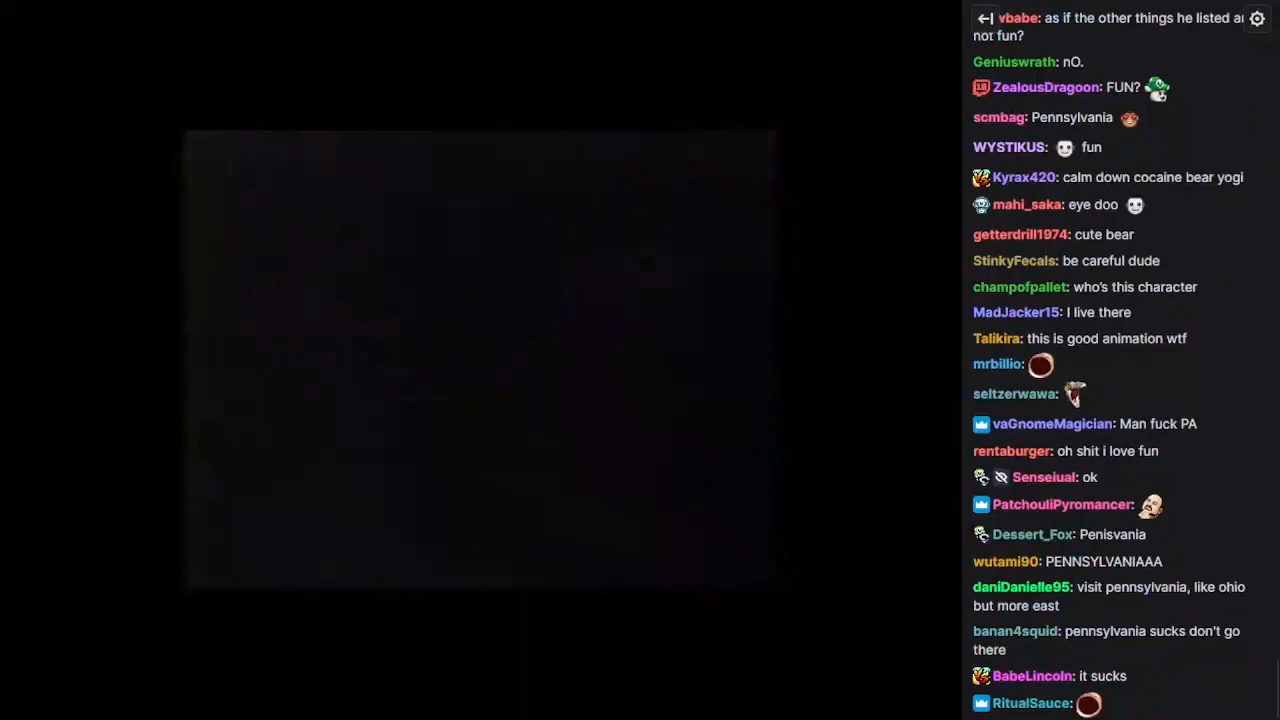 wbabe: as if the other things he listed ar
not fun?
Geniuswrath: nO.
ZealousDragoon: FUN?
scmbag: Pennsylvania
WYSTIKUS: fun
Kyrax420: calm down cocaine bear yogi
mahi_saka: eye doo
getterdrill1974: cute bear
StinkyFecals: be careful dude
champofpallet: who's this character
MadJacker15: I live there
Talikira: this is good animation wtf
mrbillio:
seltzerwawa:
vaGnomeMagician: Man fuck PA
rentaburger: oh shit i love fun
Senseiual: ok
PatchouliPyromancer:
Dessert_Fox: Penisvania
wutami90: PENNSYLVANIAAA
daniDanielle95: visit pennsylvania, like ohio
but more east
banan4squid: pennsylvania sucks don't go
there
BabeLincoln: it sucks
RitualSauce: